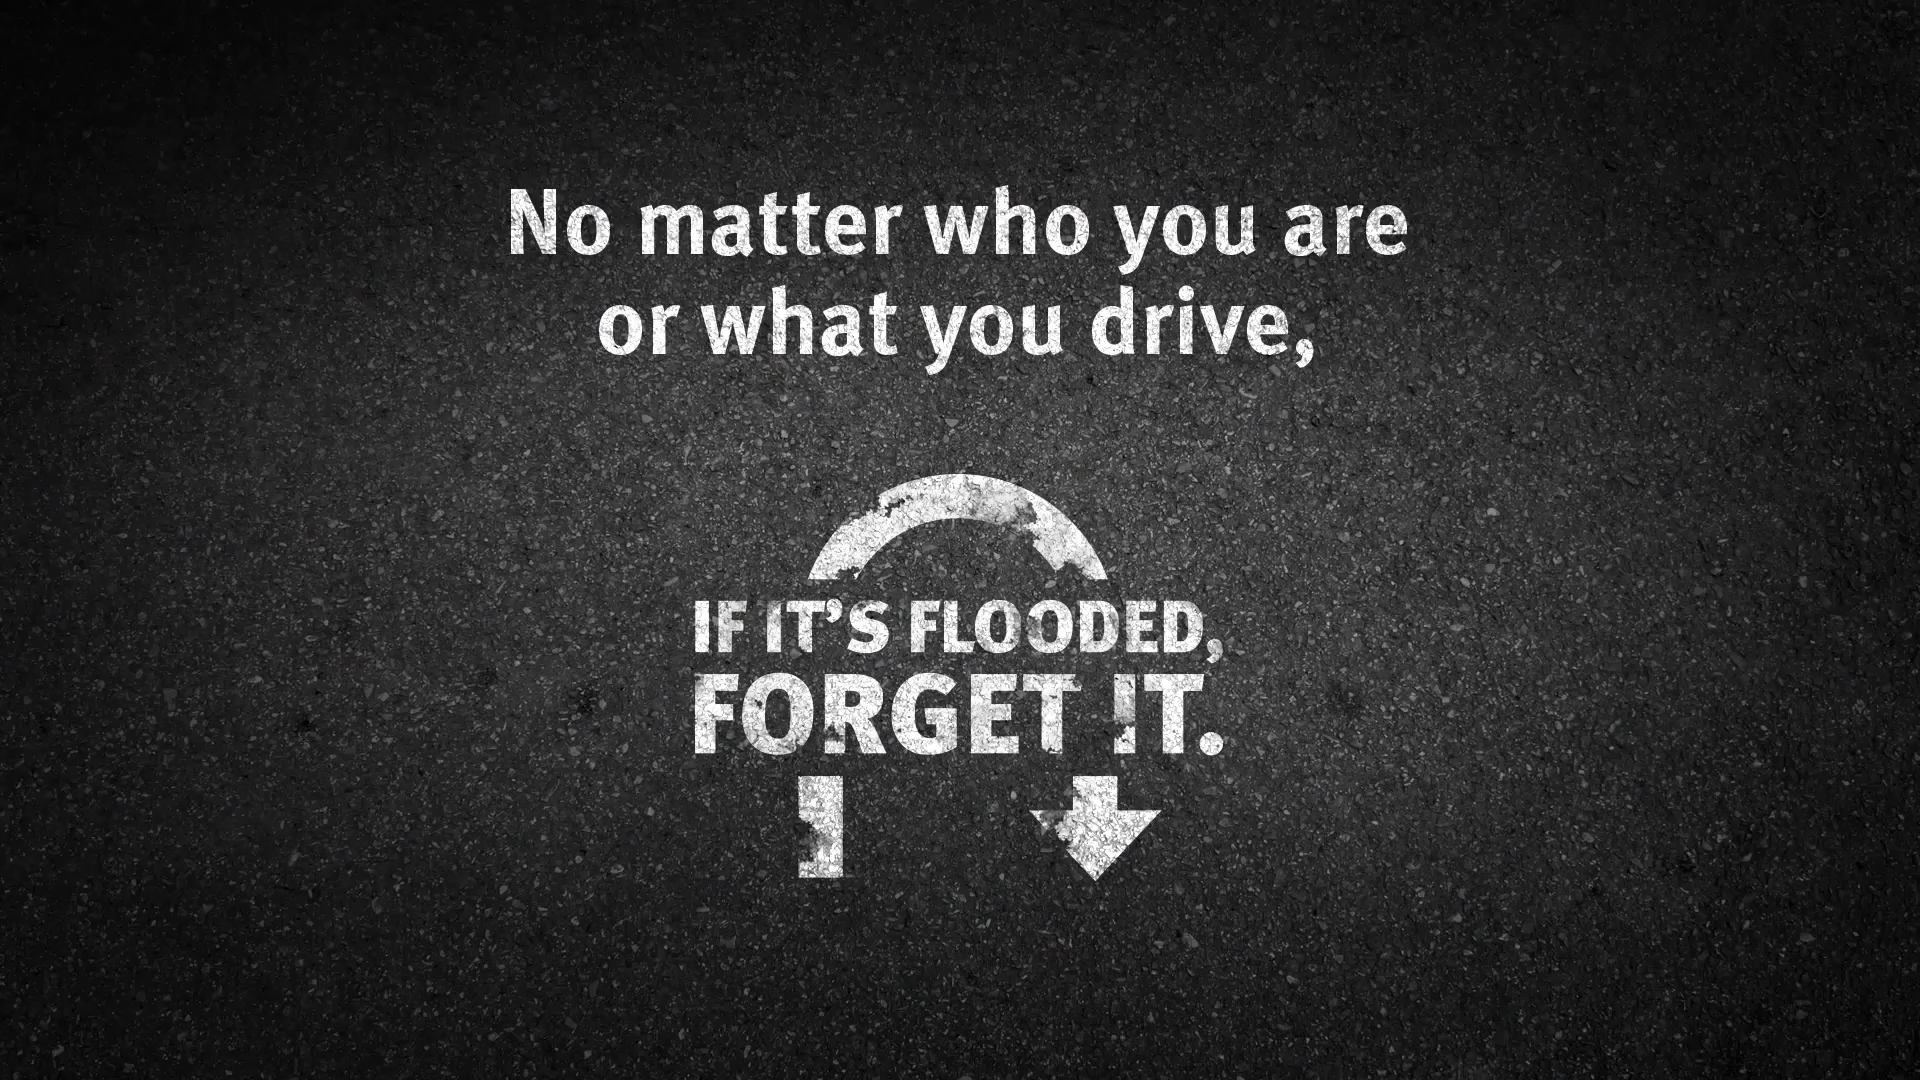 No matter who you are
or what you drive,
IF IT’S FLOODED,
FORGET IT.